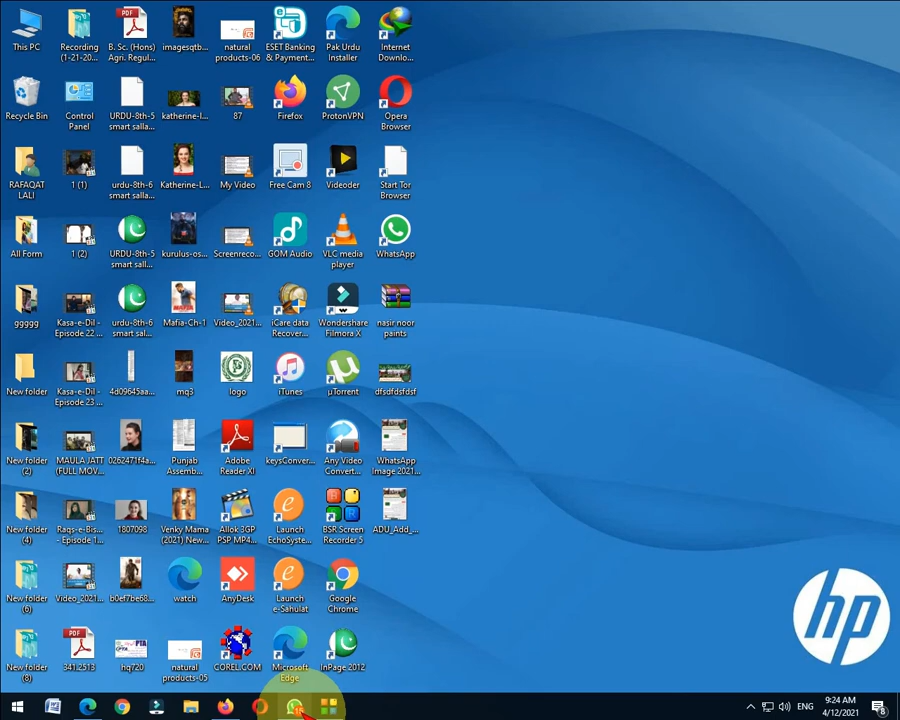 This PC
Recording
(1-21-20...
B. Sc. (Hons)
Agri. Regul...
imagesqtb...
natural
products-06
ESET Banking
& Payment...
Pak Urdu
Installer
Internet
Downlo...
Recycle Bin
Control
Panel
URDU-8th-5
smart salla...
katherine-l...
87
Firefox
ProtonVPN
Opera
Browser
RAFAQAT
LALI
1 (1)
urdu-8th-6
smart salla...
Katherine-L...
My Video
Free Cam 8
Videoder
Start Tor
Browser
All Form
1 (2)
URDU-8th-5
smart salla...
kurulus-os...
Screenreco...
GOM Audio
VLC media
player
WhatsApp
ggggg
Kasa-e-Dil -
Episode 22 ...
urdu-8th-6
smart sal...
Mafia-Ch-1
Video_2021...
iCare data
Recover...
Wondershare
Filmora X
nasir noor
paints
New folder
Kasa-e-Dil -
Episode 23 ...
4d09645aa...
mq3
logo
iTunes
µTorrent
dfsdfsdfsdf
New folder
(2)
MAULA JATT
(FULL MOV...
0262471f4a...
Punjab
Assemb...
Adobe
Reader XI
keysConver...
Any Video
Convert...
WhatsApp
Image 2021...
New folder
(4)
Raqs-e-Bis...
- Episode 1...
1807098
Venky Mama
(2021) New...
Allok 3GP
PSP MP4...
Launch
EchoSyste...
BSR Screen
Recorder 5
ADU_Add_...
New folder
(6)
Video_2021...
b0ef7be68...
watch
AnyDesk
Launch
e-Sahulat
Google
Chrome
New folder
(8)
341.2513
hq720
natural
products-05
COREL.COM
Microsoft
Edge
InPage 2012
hp
ENG
9:24 AM
4/12/2021
8